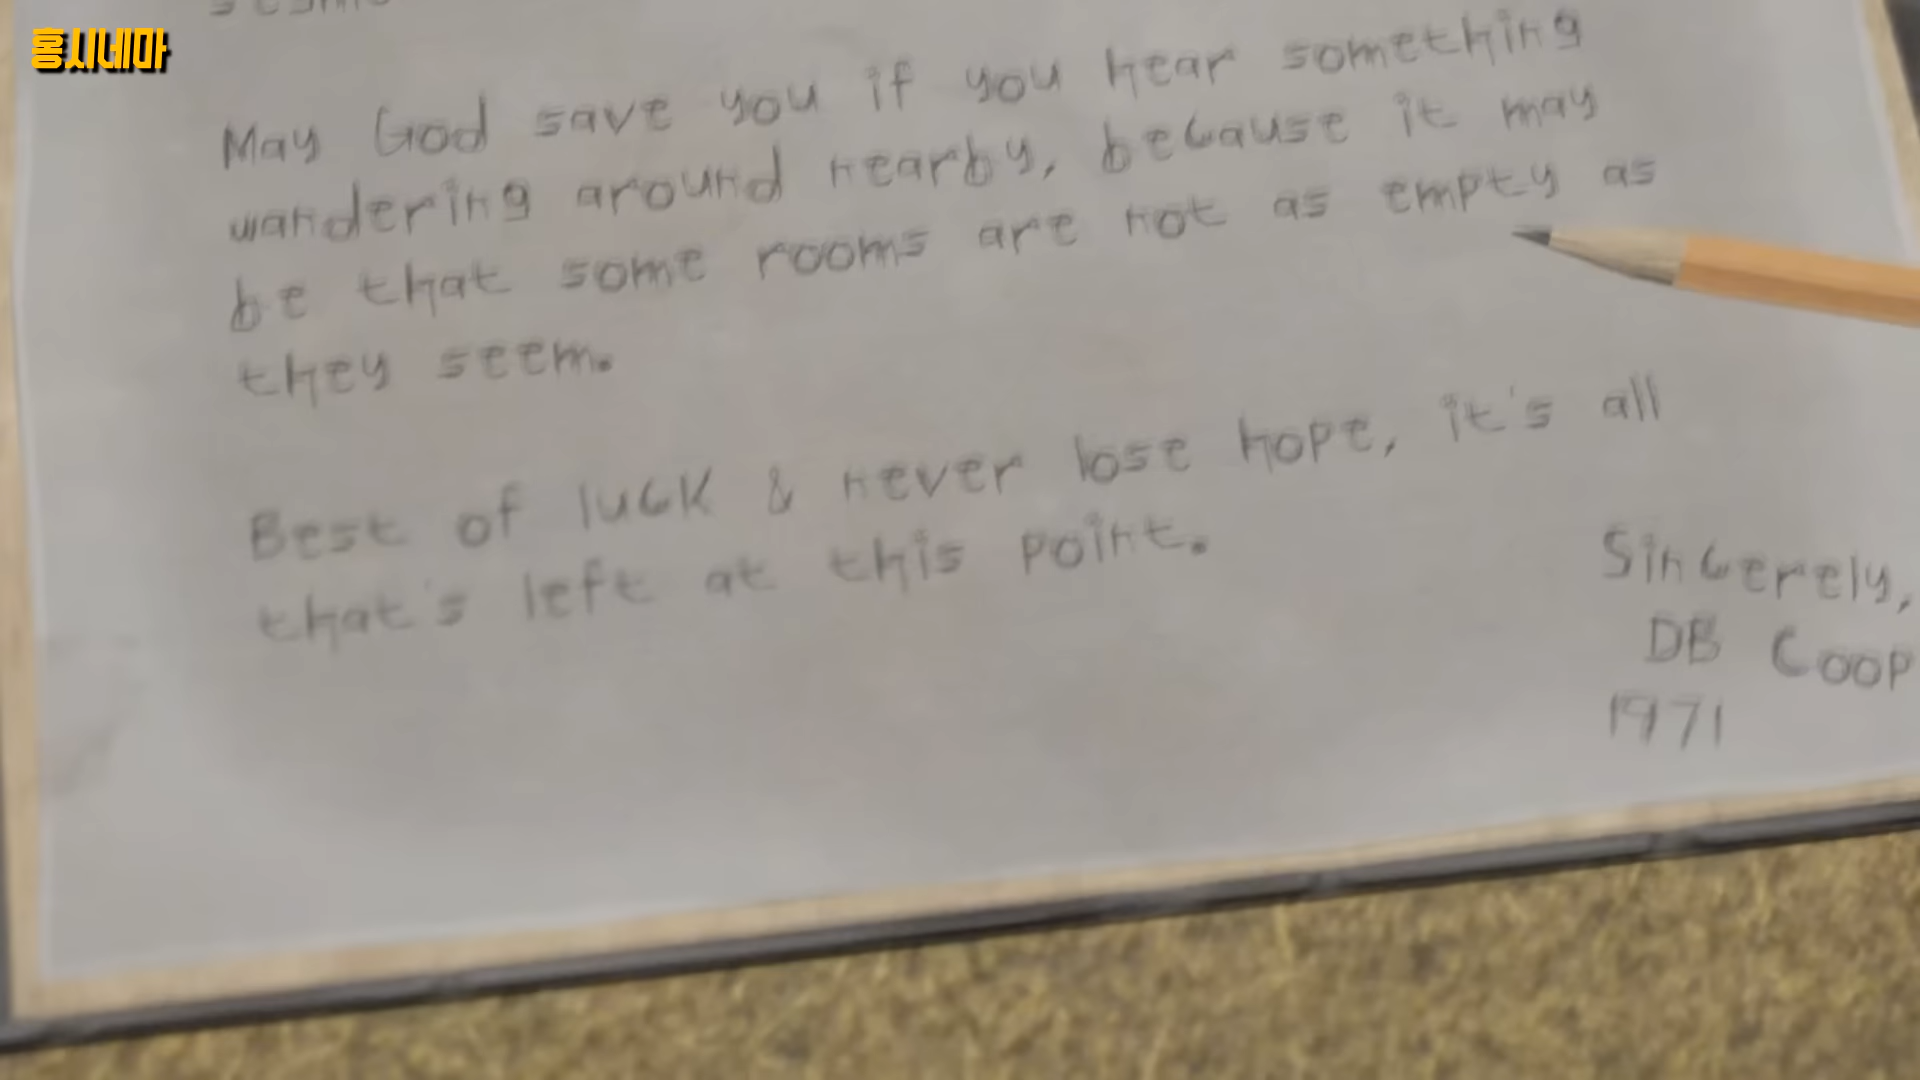 홍시네마
May God save you if you hear something
wandering around nearby, because it may
be that some rooms are not as empty as
they seem.
Best of luck & never lose hope, it's all
that's left at this point.
Sincerely,
DB Coop
1971